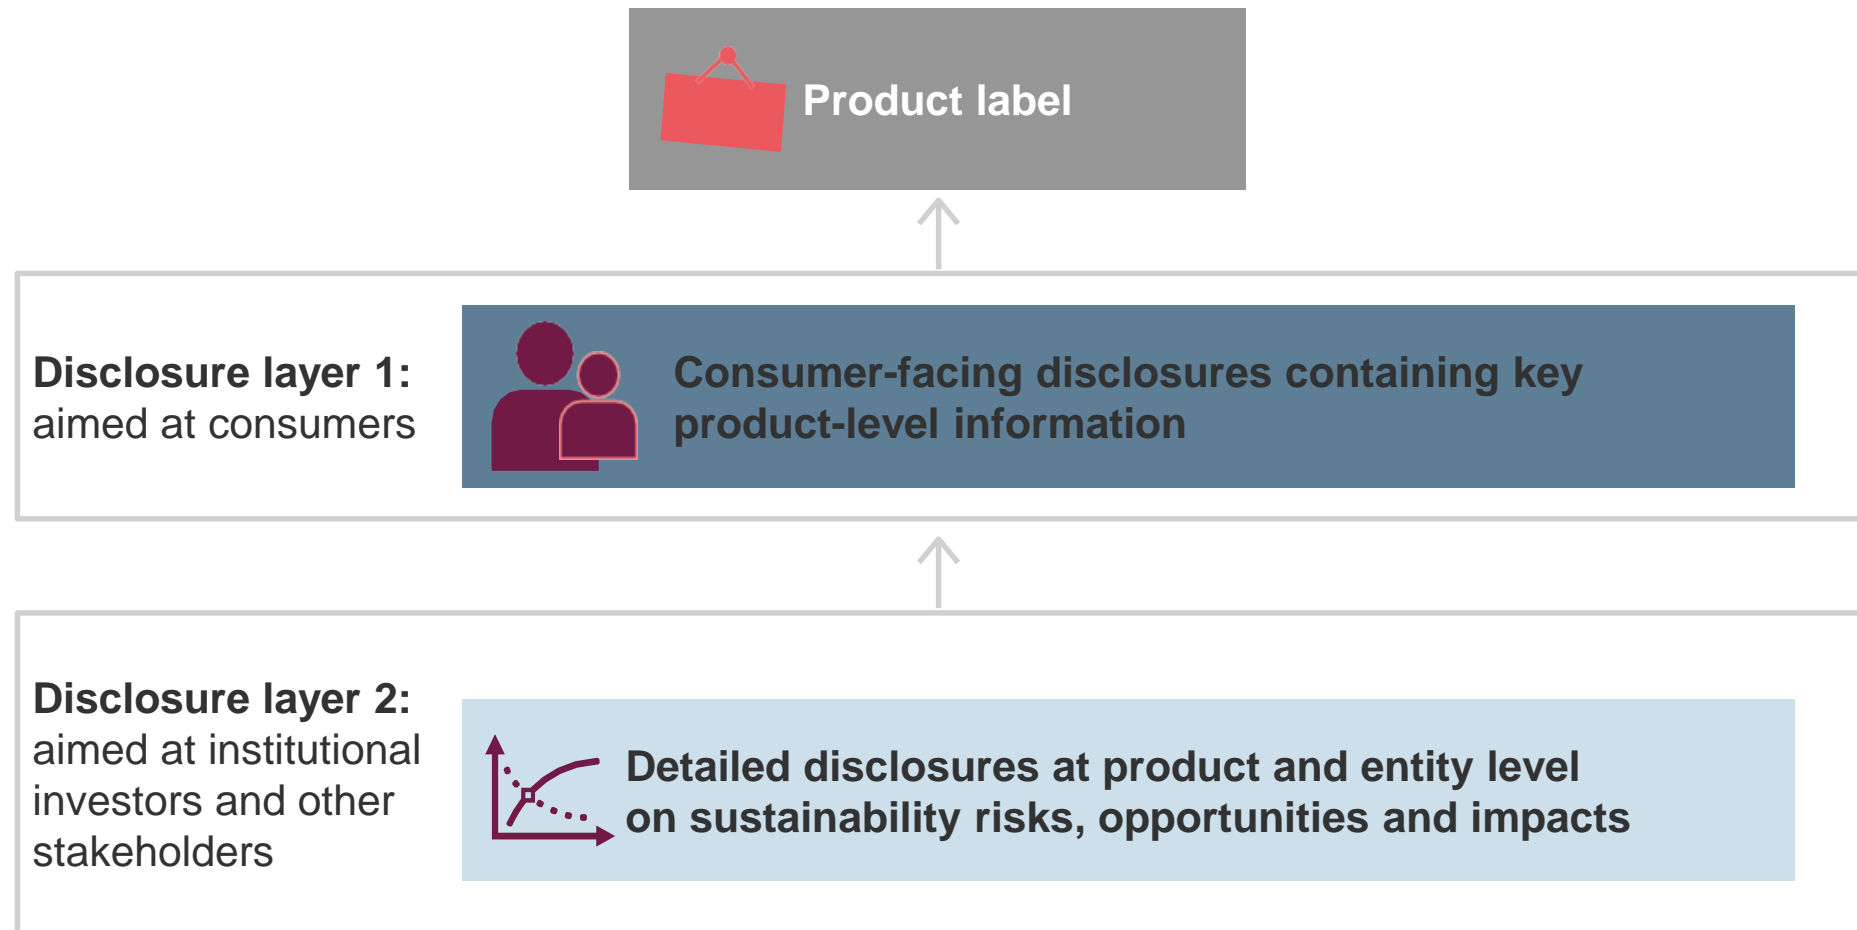 Product label
Disclosure layer 1:
aimed at consumers
Consumer-facing disclosures containing key
product-level information
Disclosure layer 2:
aimed at institutional
investors and other
stakeholders
Detailed disclosures at product and entity level
on sustainability risks, opportunities and impacts